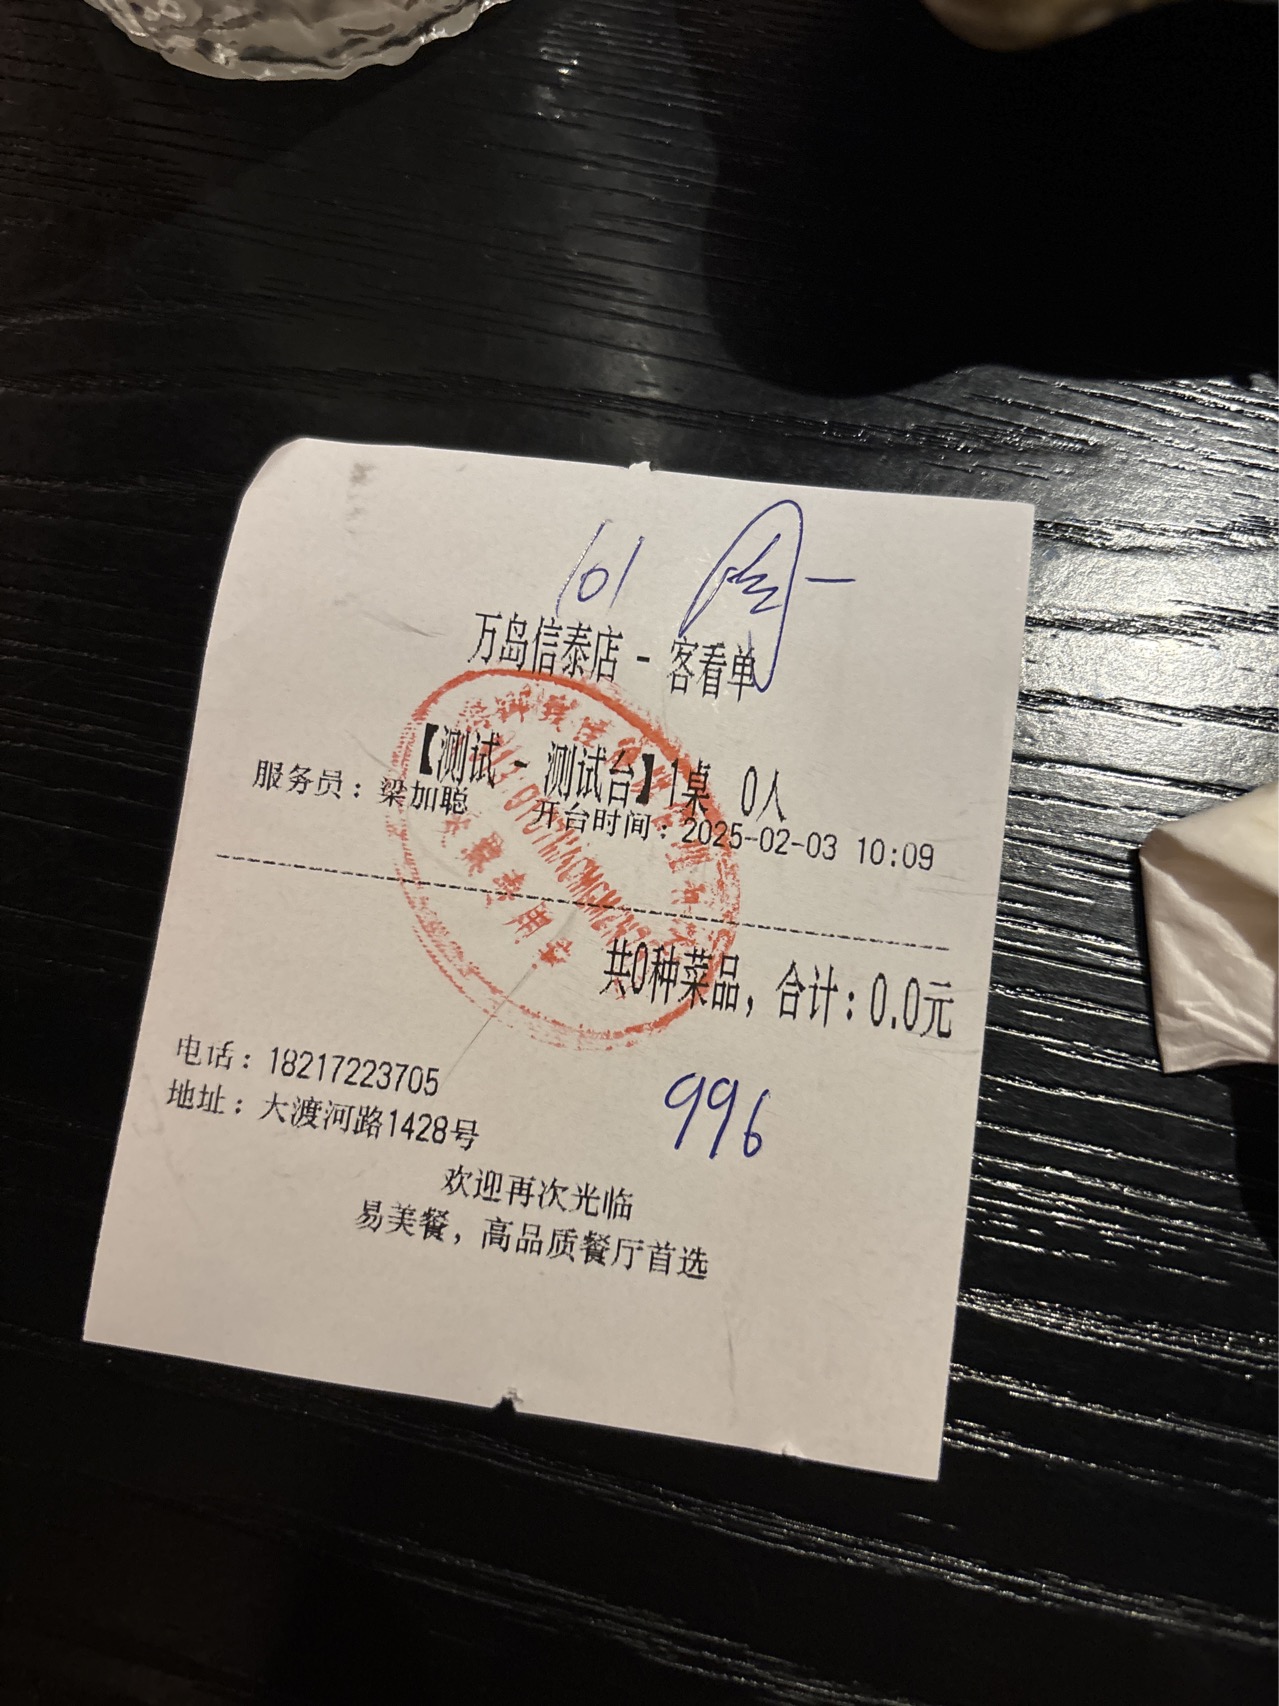 101
万岛信泰店 - 客看单
【测试 - 测试台】1桌 0人
服务员：梁加聪 开台时间：2025-02-03 10:09
共0种菜品，合计：0.0元
996
电话：18217223705
地址：大渡河路1428号
欢迎再次光临
易美餐，高品质餐厅首选